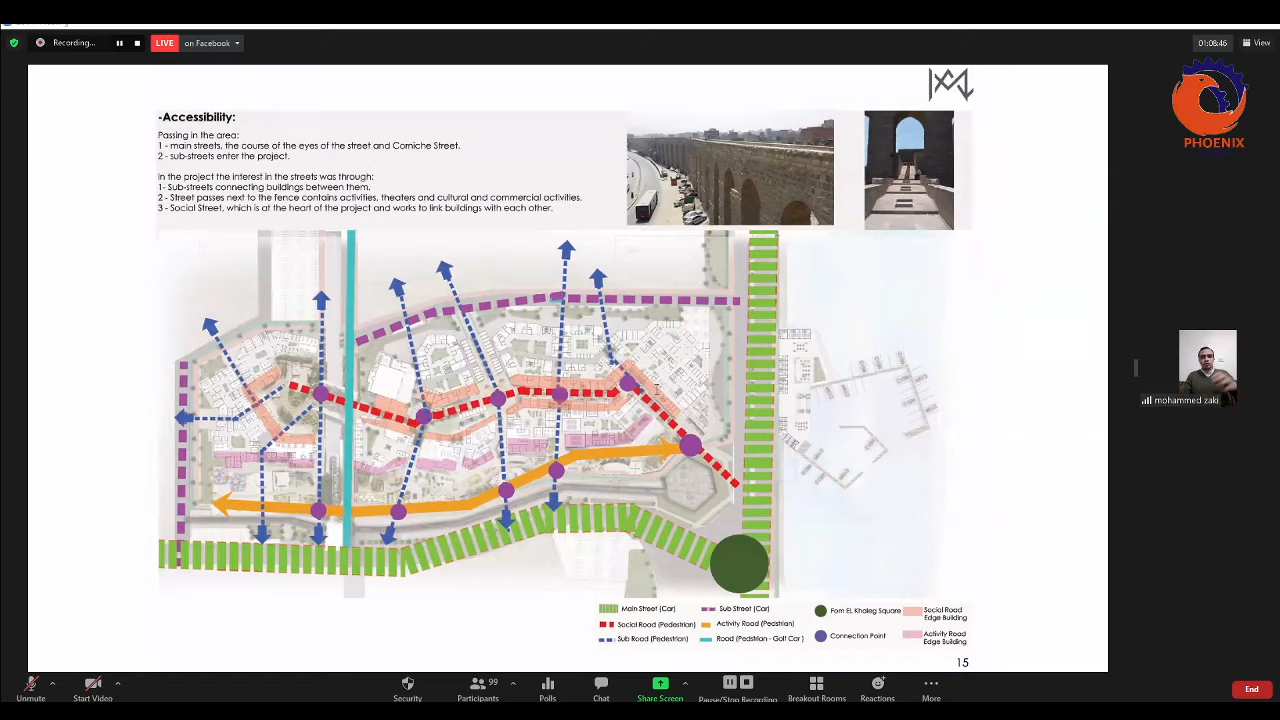 Recording...
LIVE
on Facebook
01:08:46
View
PHOENIX
-Accessibility:
Passing in the area:
1 - main streets, the course of the eyes of the street and Corniche Street.
2 - sub-streets enter the project.
In the project the interest in the streets was through:
1- Sub-streets connecting buildings between them.
2 - Street passes next to the fence contains activities, theaters and cultural and commercial activities.
3 - Social Street, which is at the heart of the project and works to link buildings with each other.
mohammed zaki
Main Street (Car)
Sub Street (Car)
Fom EL Khaleg Square
Social Road
Edge Building
Social Road (Pedestrian)
Activity Road (Pedstrian)
Sub Road (Pedestrian)
Road (Pedstrian - Golf Car )
Connection Point
Activity Road
Edge Building
15
Unmute
Start Video
Security
Participants
99
Polls
Chat
Share Screen
Pause/Stop Recording
Breakout Rooms
Reactions
More
End